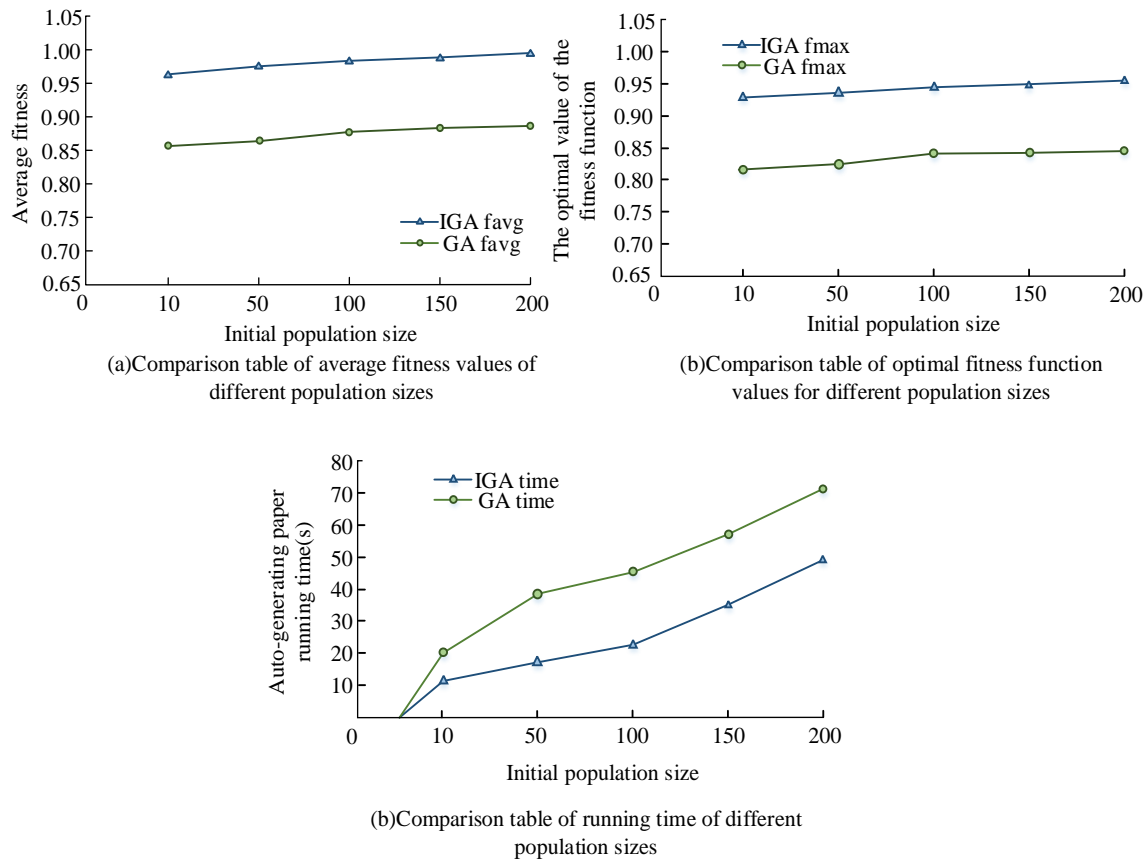 1.05
1.00
0.95
0.90
0.85
0.80
0.75
0.70
0.65
Average fitness
IGA favg
GA favg
0
10
50
100
150
200
Initial population size
(a)Comparison table of average fitness values of
different population sizes
1.05
1.00
0.95
0.90
0.85
0.80
0.75
0.70
0.65
The optimal value of the
fitness function
IGA fmax
GA fmax
0
10
50
100
150
200
Initial population size
(b)Comparison table of optimal fitness function
values for different population sizes
80
70
60
50
40
30
20
10
Auto-generating paper
running time(s)
IGA time
GA time
0
10
50
100
150
200
Initial population size
(b)Comparison table of running time of different
population sizes